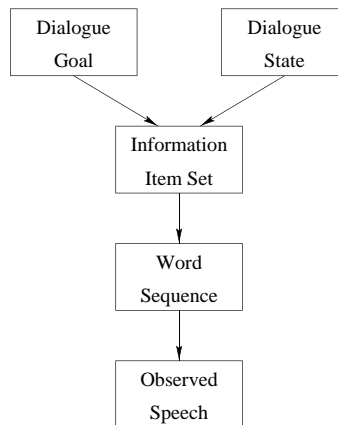 Dialogue
Goal
Dialogue
State
Information
Item Set
Word
Sequence
Observed
Speech